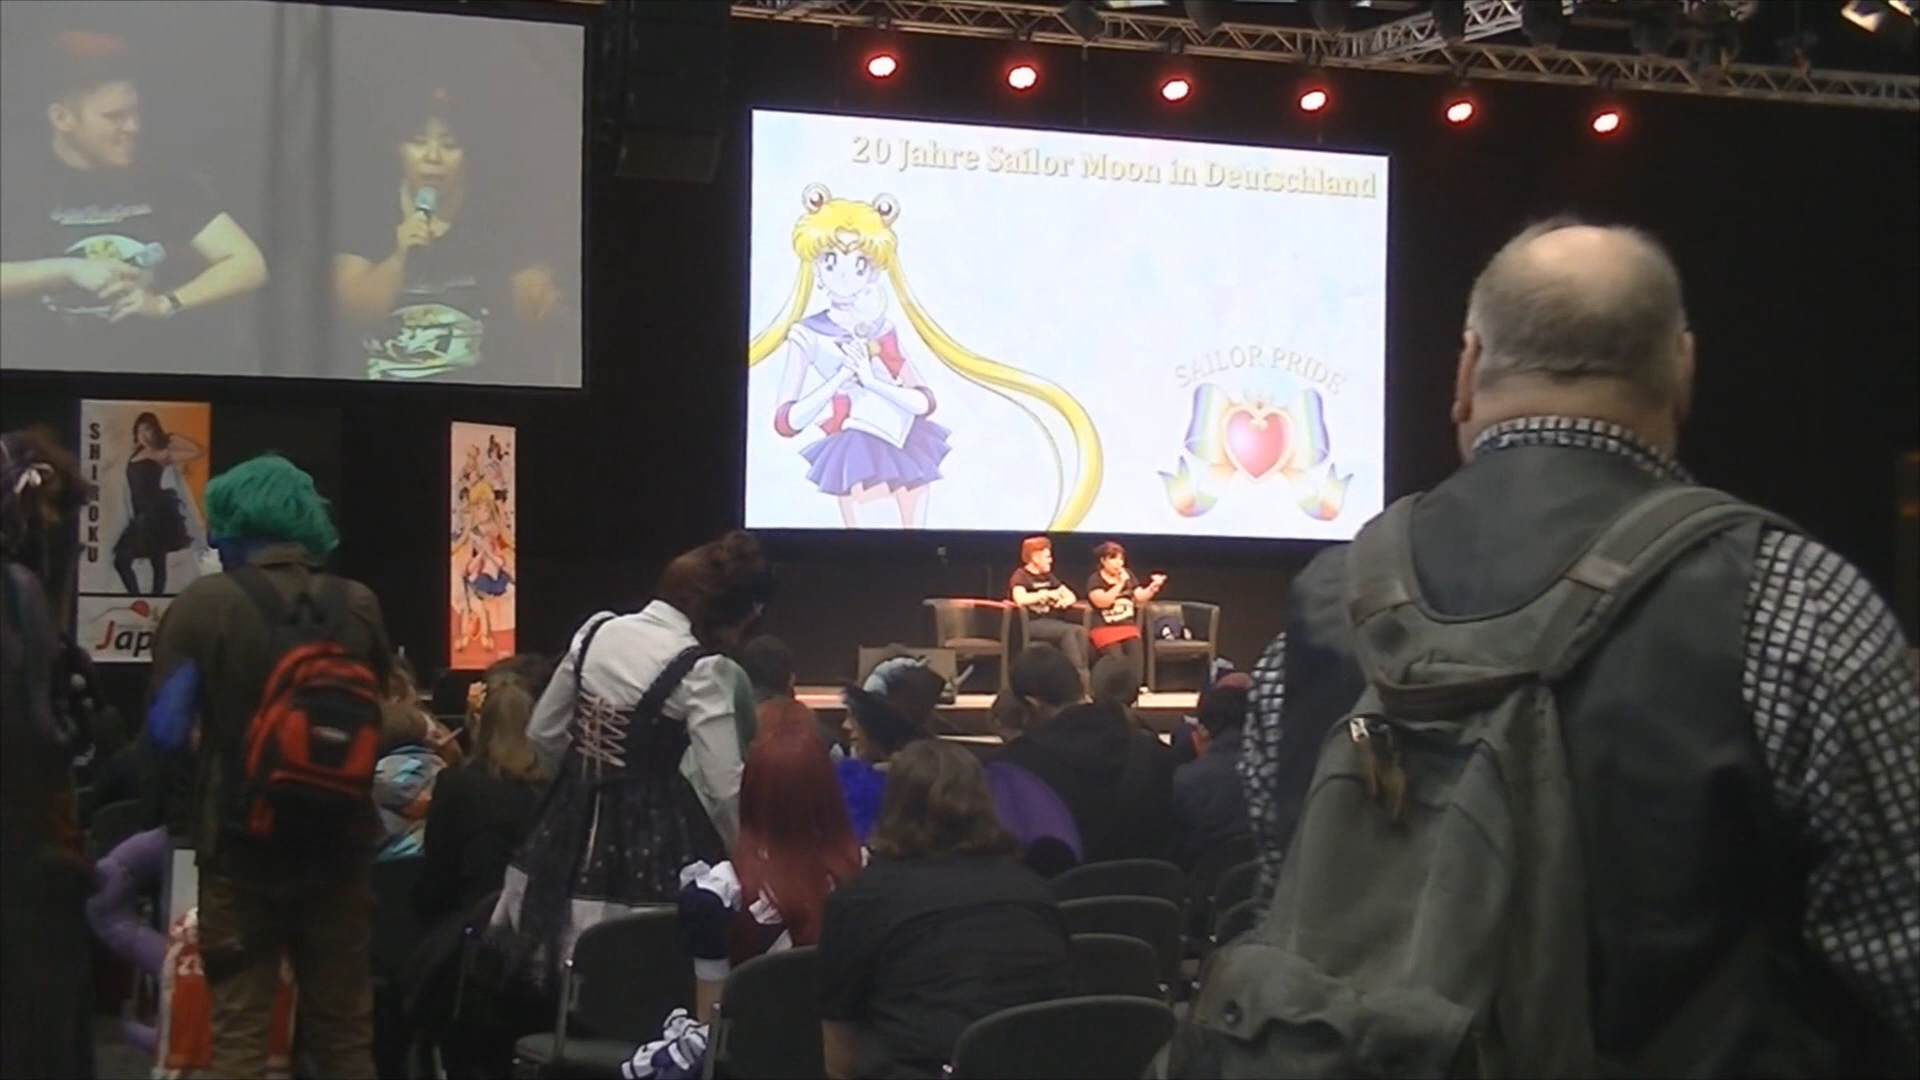 20 Jahre Sailor Moon in Deutschland
SAILOR PRIDE
SHIROKU
Jap